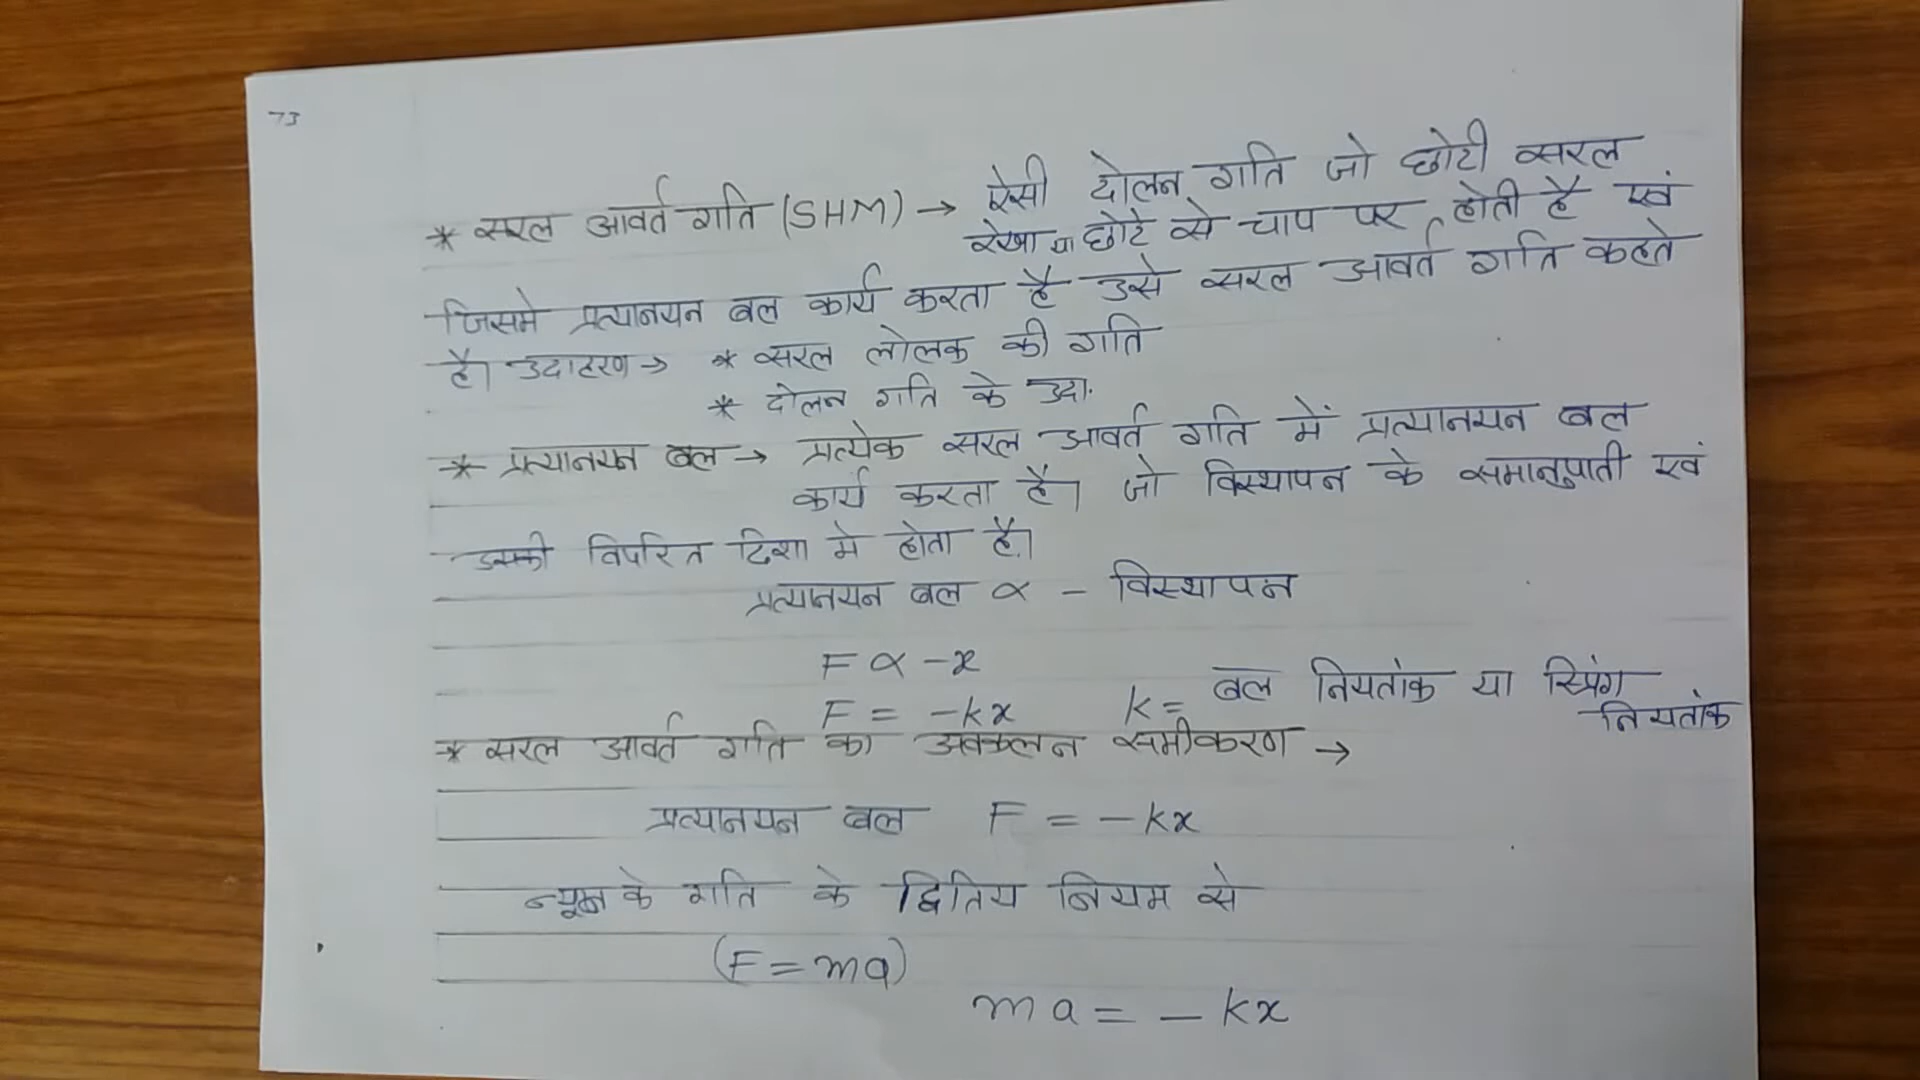 73
* सरल आवर्त गति (SHM) → ऐसी दोलन गति जो छोटी सरल
रेखा या छोटे से चाप पर होती है एवं
जिसमे प्रत्यानयन बल कार्य करता है उसे सरल आवर्त गति कहते
है। उदाहरण → * सरल लोलक की गति
* दोलन गति के उदा.
* प्रत्यानयन बल → प्रत्येक सरल आवर्त गति में प्रत्यानयन बल
कार्य करता है। जो विस्थापन के समानुपाती एवं
उसकी विपरित दिशा मे होता है।
प्रत्यानयन बल ∝ - विस्थापन
F ∝ -x
F = -kx k = बल नियतांक या स्प्रिंग
नियतांक
* सरल आवर्त गति का अवकलन समीकरण →
प्रत्यानयन बल F = -kx
न्यूटन के गति के द्वितिय नियम से
(F = ma)
ma = - kx